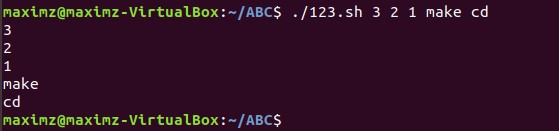 maximz@maximz-VirtualBox:~/ABC$ ./123.sh 3 2 1 make cd
3
2
1
make
cd
maximz@maximz-VirtualBox:~/ABC$